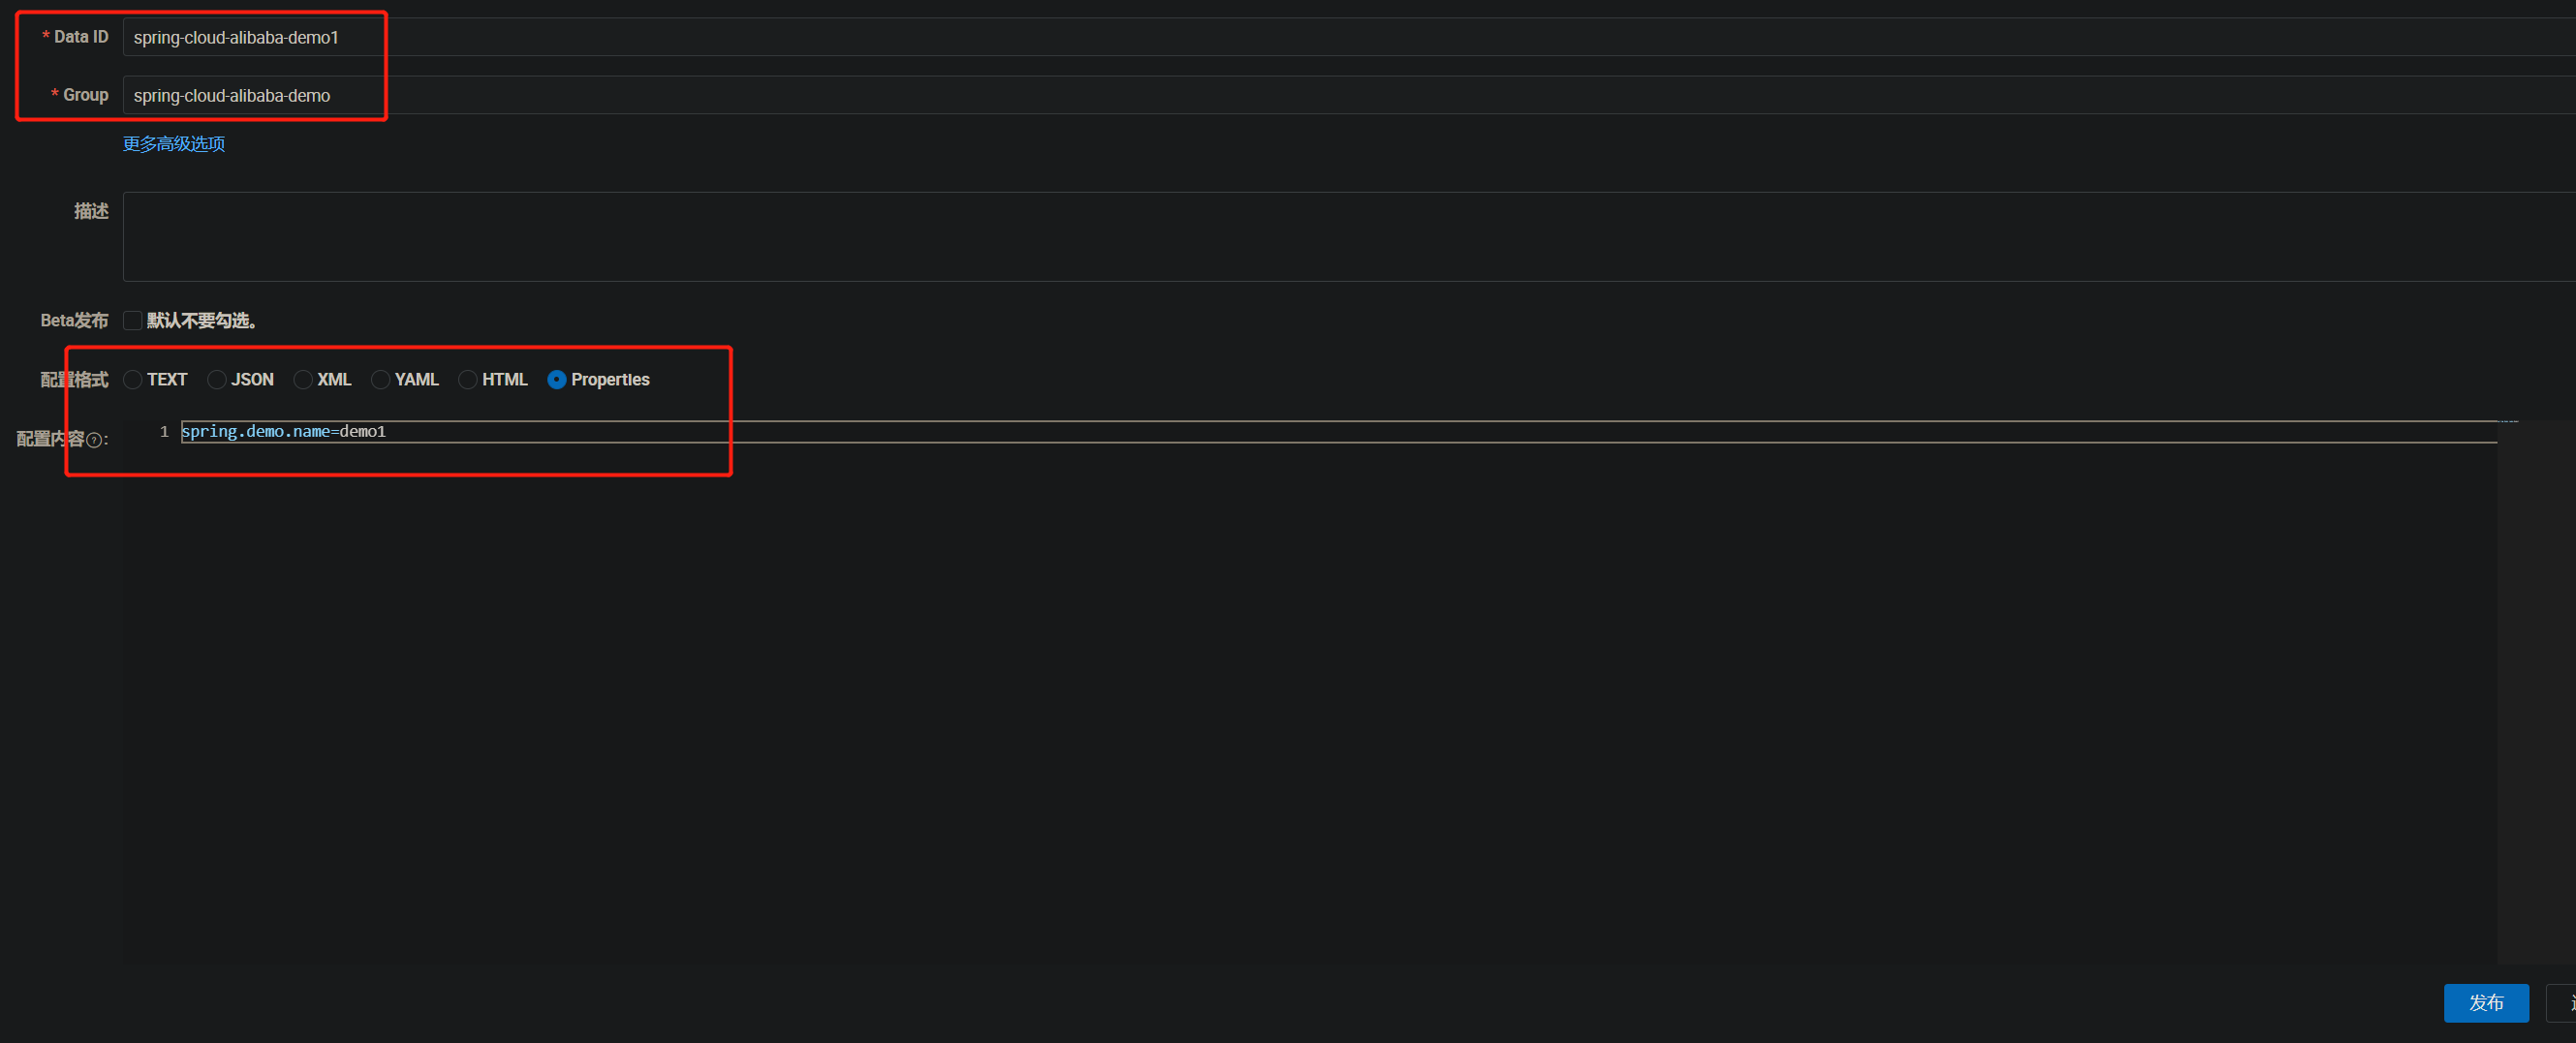 * Data ID spring-cloud-alibaba-demo1
* Group spring-cloud-alibaba-demo
更多高级选项
描述
Beta发布 默认不要勾选。
配置格式 TEXT JSON XML YAML HTML Properties
配置内容?: 1 spring.demo.name=demo1
发布